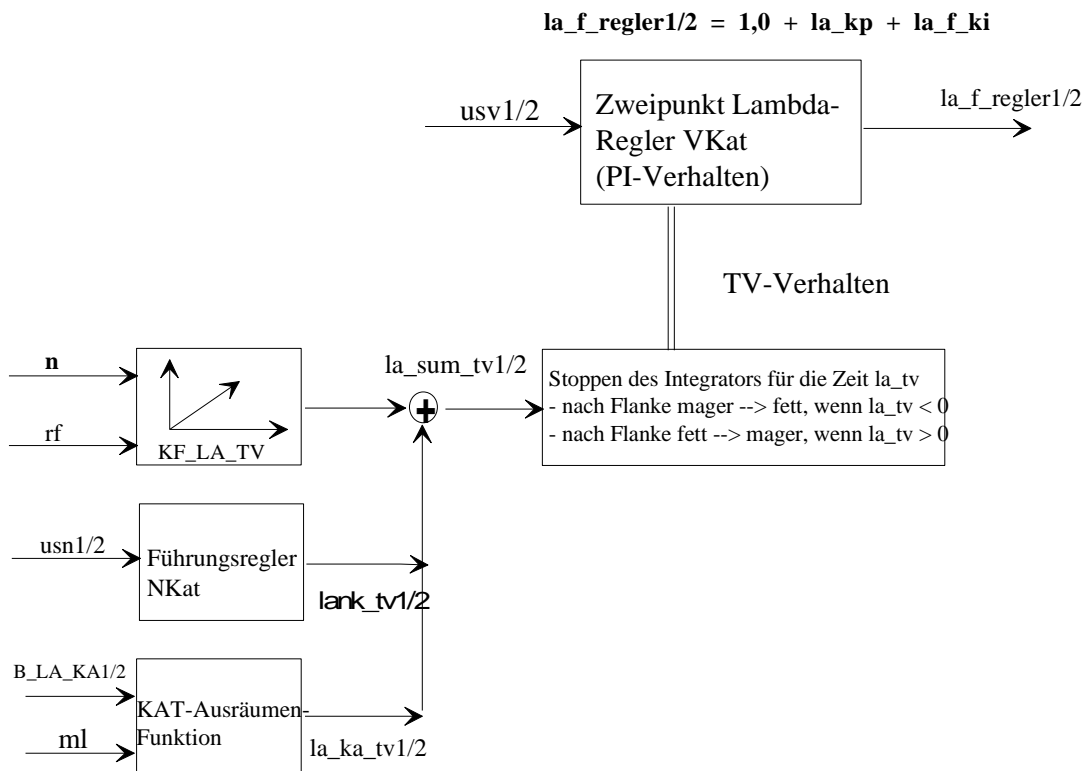 la_f_regler1/2 = 1,0 + la_kp + la_f_ki
usv1/2
Zweipunkt Lambda-
Regler VKat
(PI-Verhalten)
la_f_regler1/2
TV-Verhalten
n
rf
KF_LA_TV
la_sum_tv1/2
+
Stoppen des Integrators für die Zeit la_tv
- nach Flanke mager --> fett, wenn la_tv < 0
- nach Flanke fett --> mager, wenn la_tv > 0
usn1/2
Führungsregler
NKat
lank_tv1/2
B_LA_KA1/2
ml
KAT-Ausräumen-
Funktion
la_ka_tv1/2